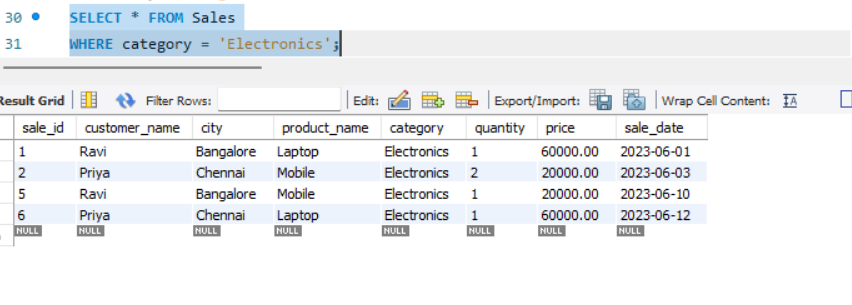 30 SELECT * FROM Sales
31 WHERE category = 'Electronics';
Result Grid Filter Rows: Edit: Export/Import: Wrap Cell Content: IA
sale_id customer_name city product_name category quantity price sale_date
1 Ravi Bangalore Laptop Electronics 1 60000.00 2023-06-01
2 Priya Chennai Mobile Electronics 2 20000.00 2023-06-03
5 Ravi Bangalore Mobile Electronics 1 20000.00 2023-06-10
6 Priya Chennai Laptop Electronics 1 60000.00 2023-06-12
NULL NULL NULL NULL NULL NULL NULL NULL